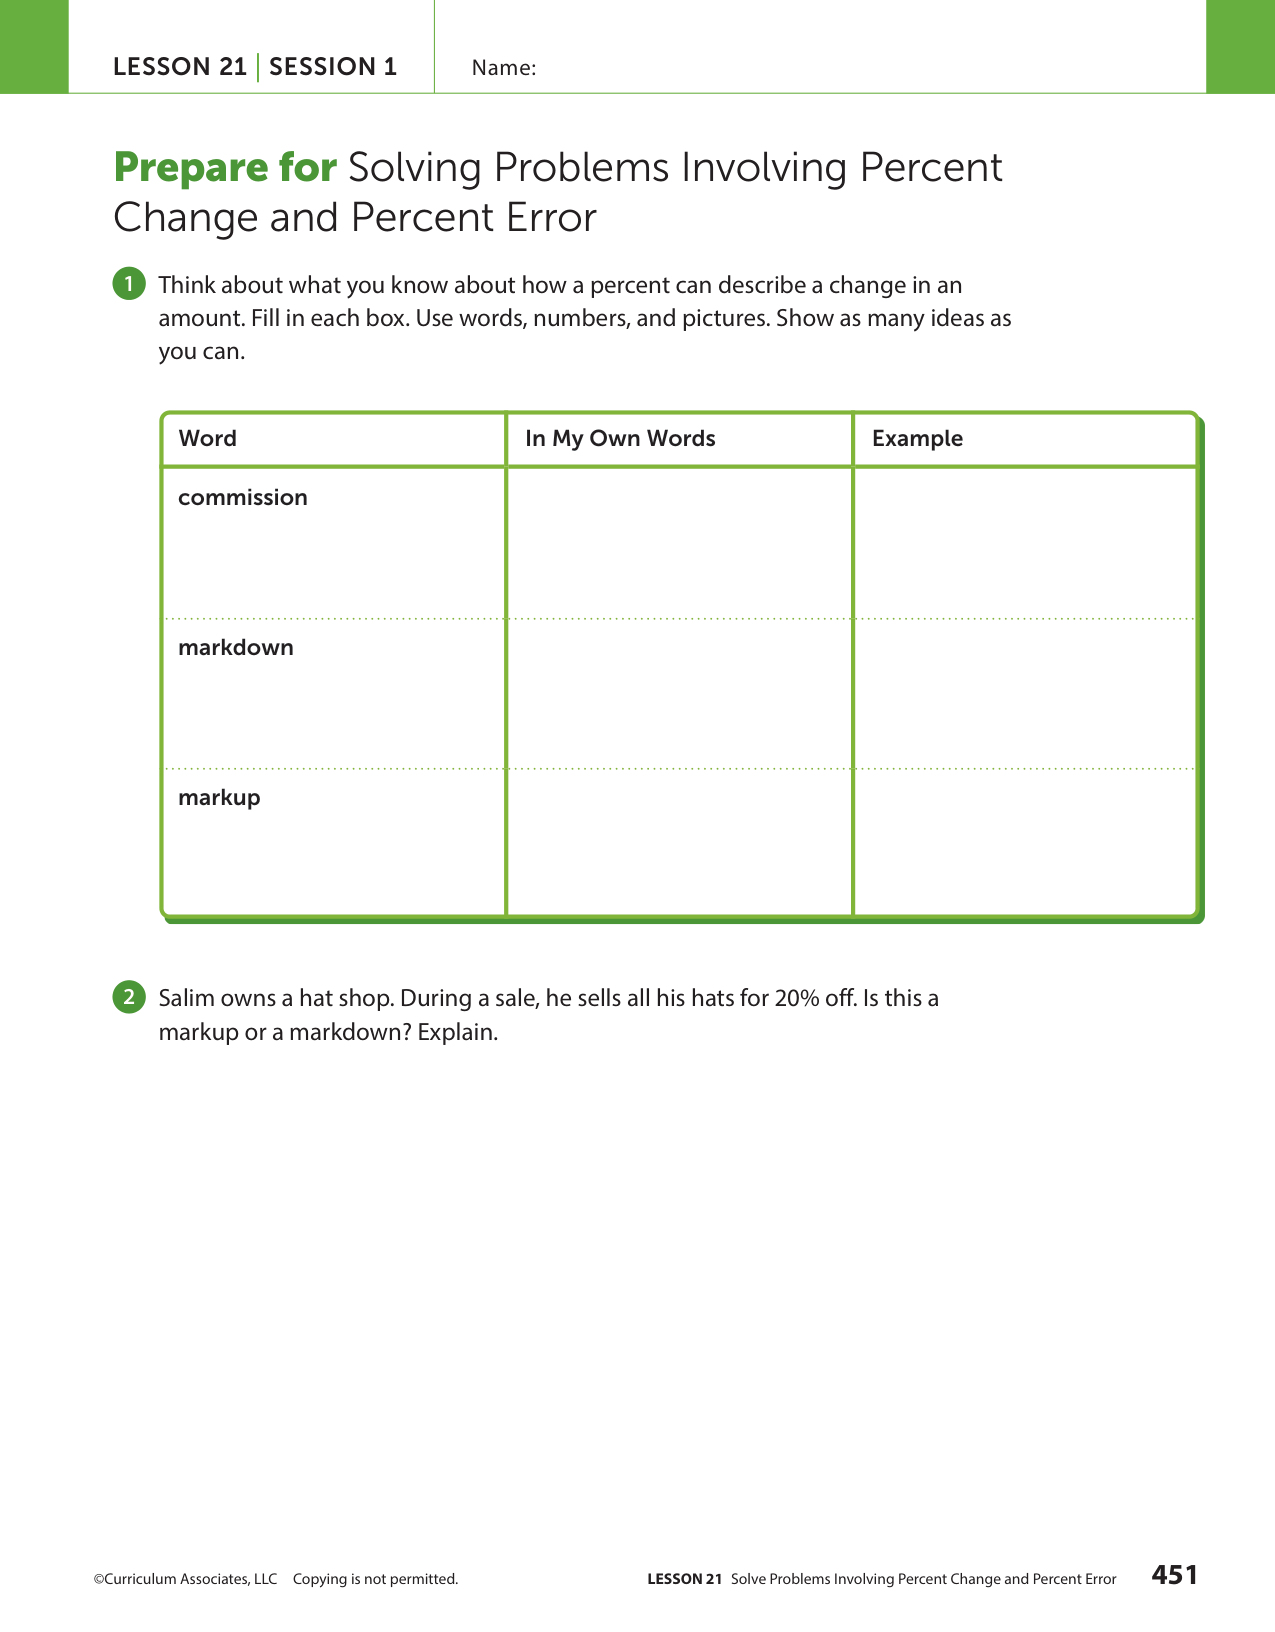 LESSON 21 | SESSION 1
Name:
Prepare for Solving Problems Involving Percent
Change and Percent Error
1 Think about what you know about how a percent can describe a change in an
amount. Fill in each box. Use words, numbers, and pictures. Show as many ideas as
you can.
Word In My Own Words Example
commission
markdown
markup
2 Salim owns a hat shop. During a sale, he sells all his hats for 20% off. Is this a
markup or a markdown? Explain.
©Curriculum Associates, LLC Copying is not permitted.
LESSON 21 Solve Problems Involving Percent Change and Percent Error 451